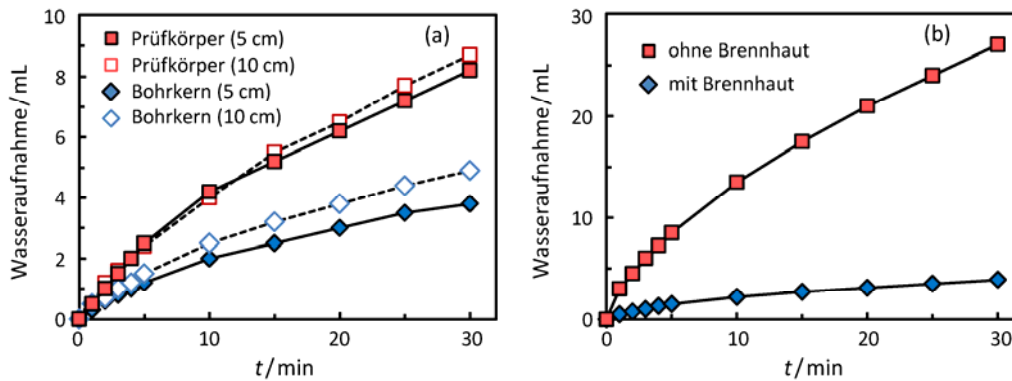 (a)
Prüfkörper (5 cm)
Prüfkörper (10 cm)
Bohrkern (5 cm)
Bohrkern (10 cm)
Wasseraufnahme/mL
10
8
6
4
2
0
0
10
20
30
t/min
(b)
ohne Brennhaut
mit Brennhaut
Wasseraufnahme/mL
30
20
10
0
0
10
20
30
t/min